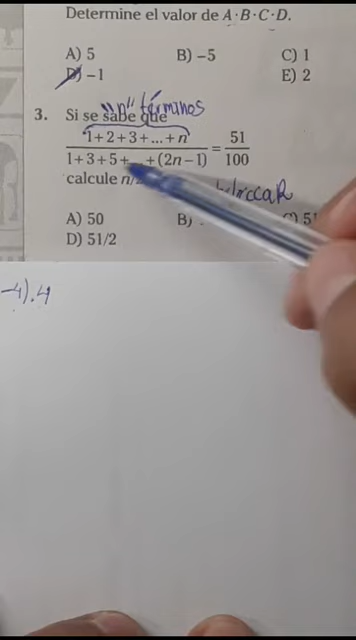 Determine el valor de A·B·C·D.
A) 5 B) −5 C) 1
D) −1 E) 2
"n" términos
3. Si se sabe que
1+2+3+...+n
1+3+5+...+(2n−1) = 51/100
calcule n/
A) 50 B) C) 51
D) 51/2
−4).4